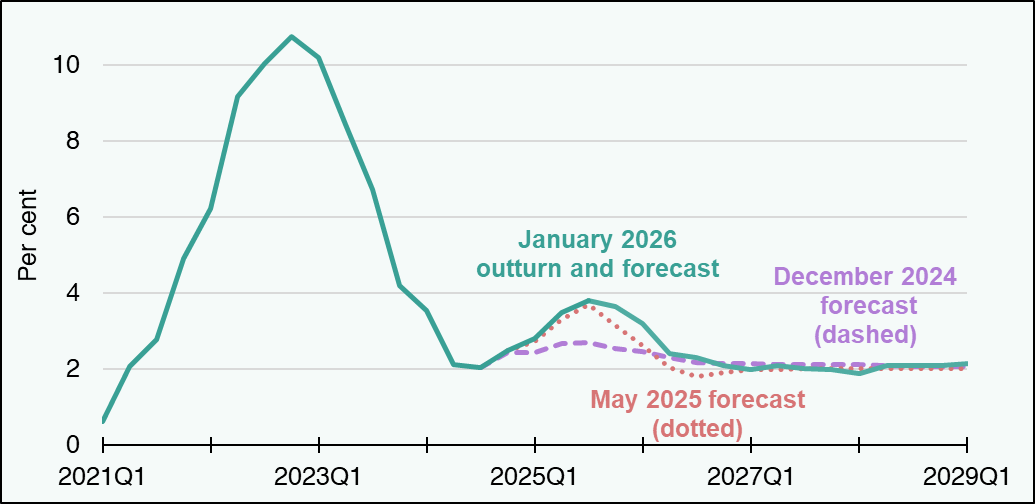 10
8
6
4
2
0
Per cent
January 2026
outturn and forecast
December 2024
forecast
(dashed)
May 2025 forecast
(dotted)
2021Q1
2023Q1
2025Q1
2027Q1
2029Q1